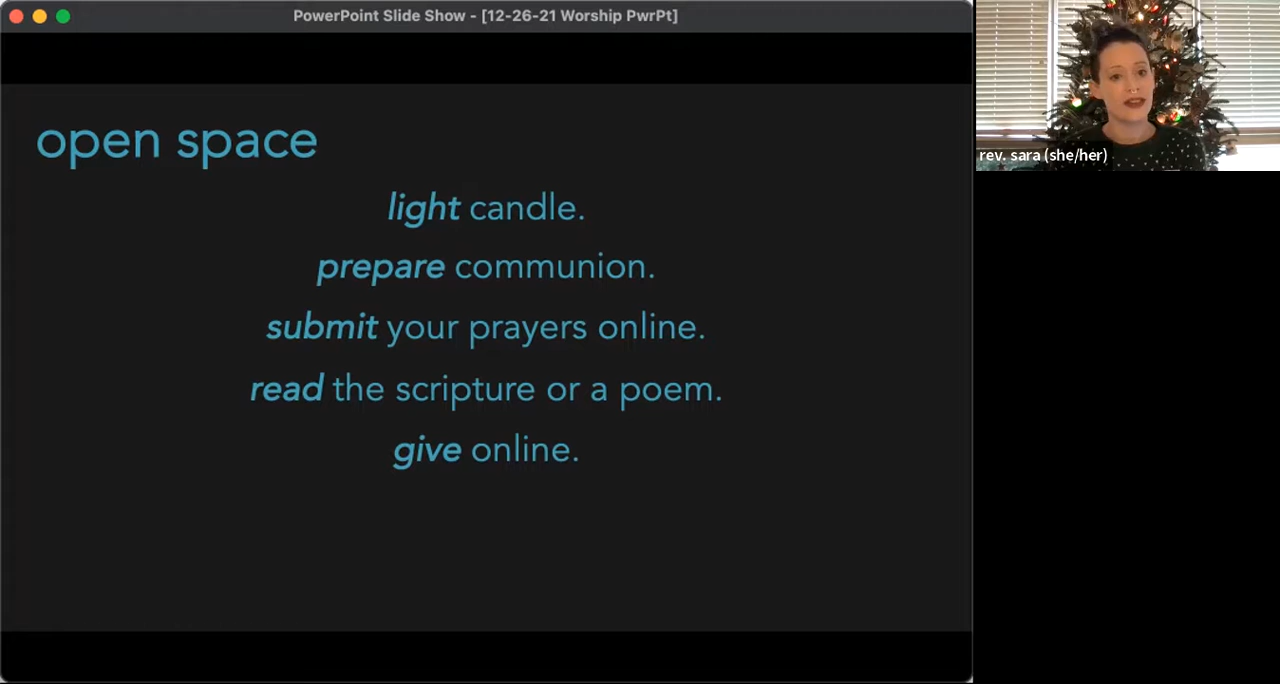 PowerPoint Slide Show - [12-26-21 Worship PwrPt]
open space
light candle.
prepare communion.
submit your prayers online.
read the scripture or a poem.
give online.
rev. sara (she/her)